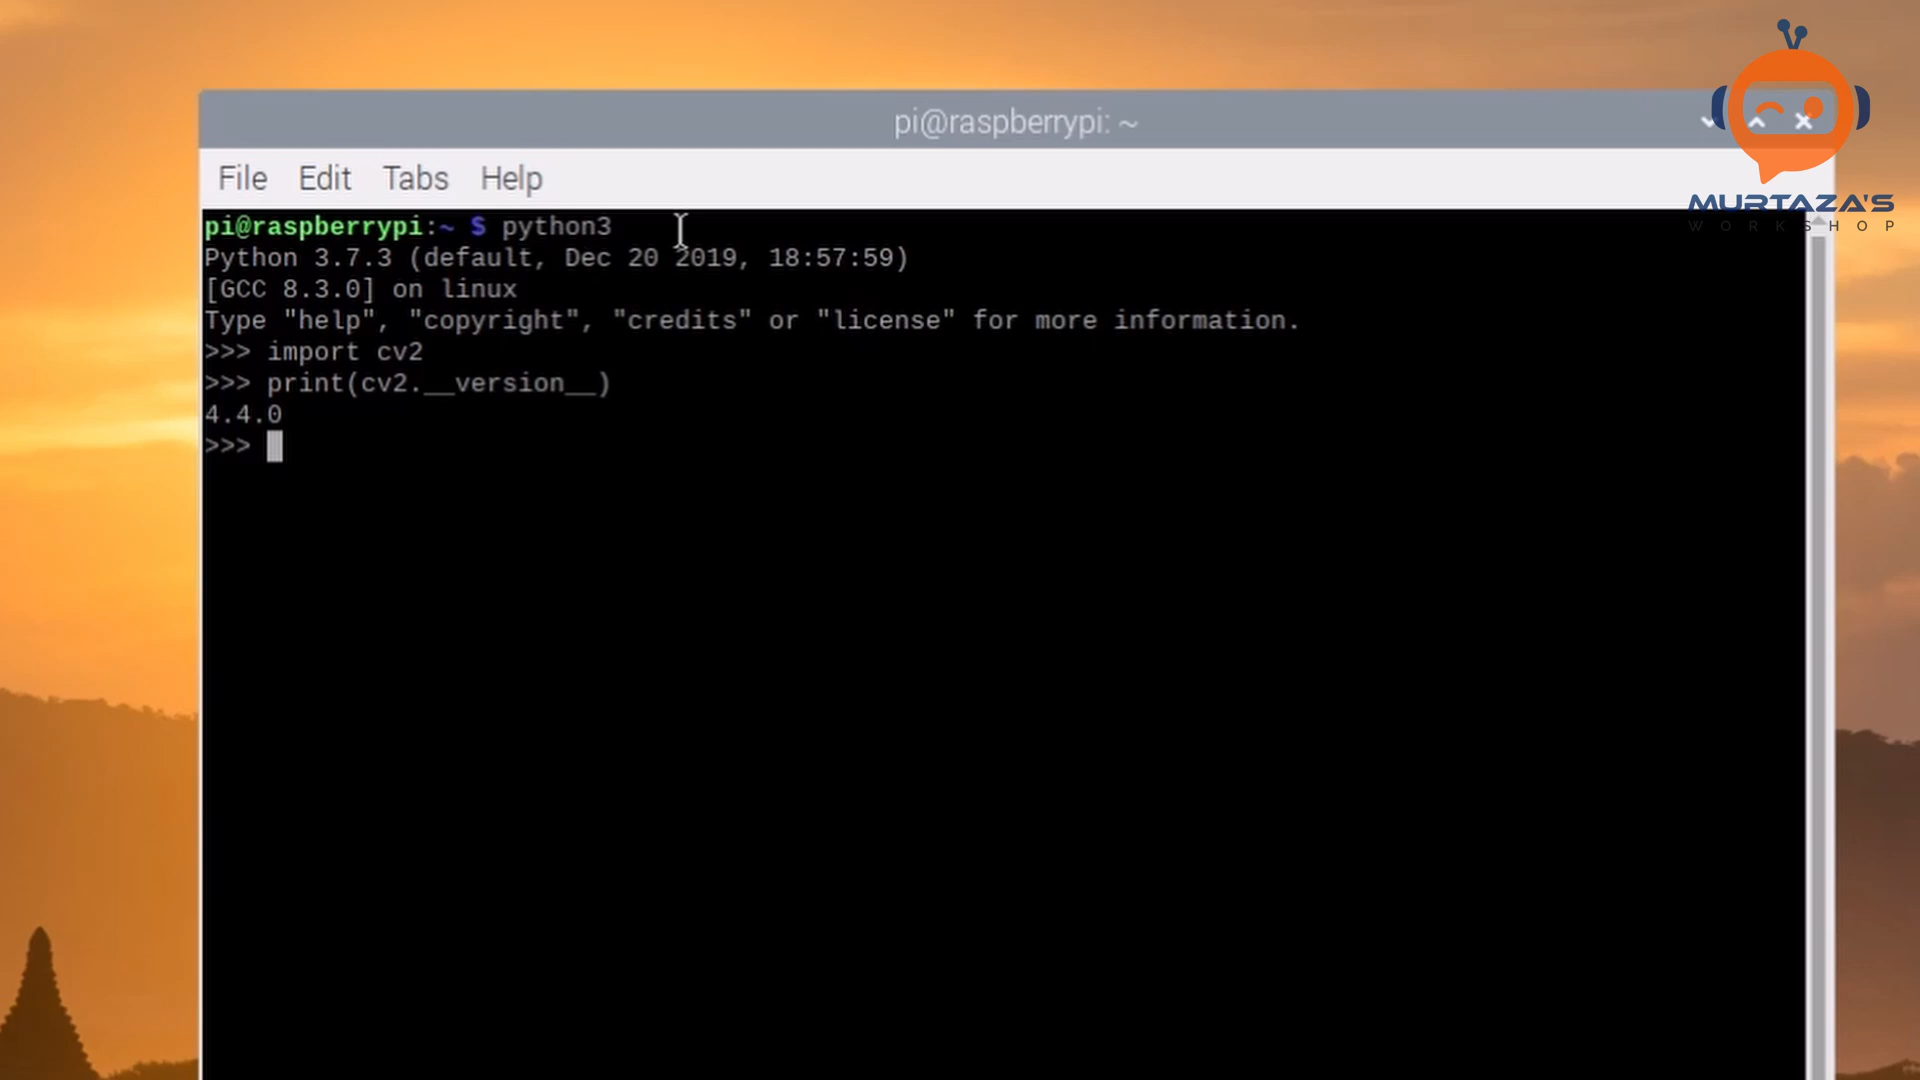 pi@raspberrypi: ~
MURTAZA'S
WORKSHOP
File Edit Tabs Help
pi@raspberrypi:~ $ python3
Python 3.7.3 (default, Dec 20 2019, 18:57:59)
[GCC 8.3.0] on linux
Type "help", "copyright", "credits" or "license" for more information.
>>> import cv2
>>> print(cv2.__version__)
4.4.0
>>>